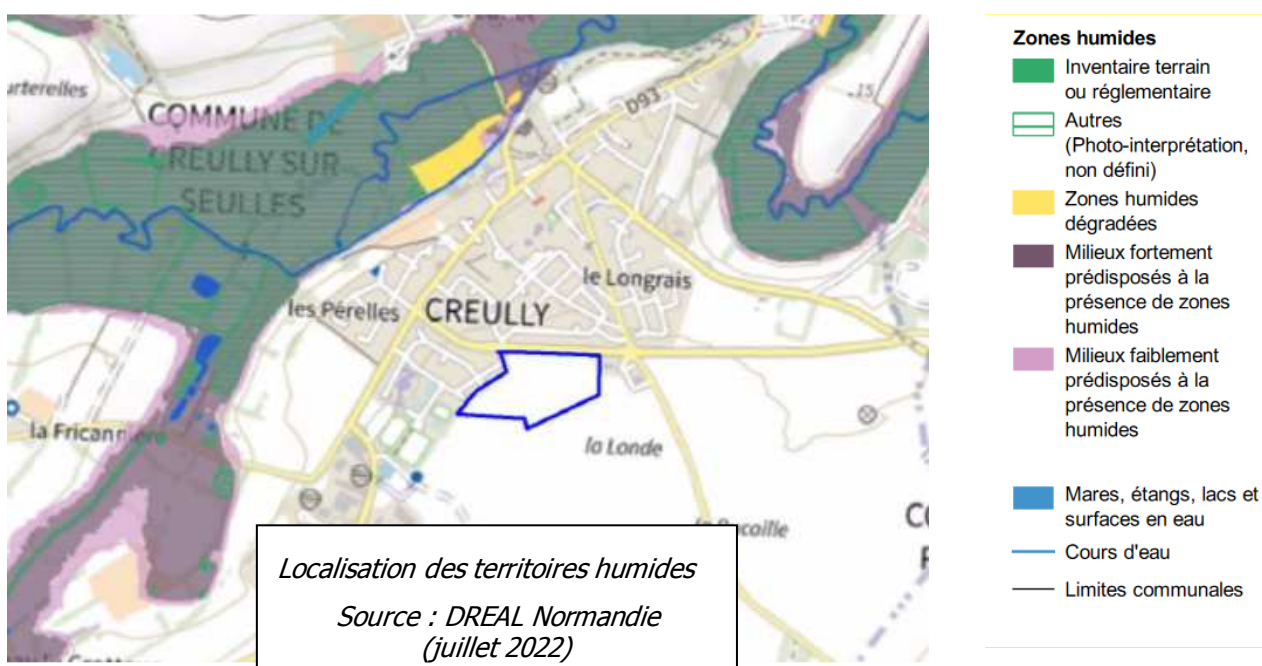 urterelles
COMMUNE DE
CREULLY SUR
SEULLES
D93
15
le Longrais
les Pérelles
CREULLY
la Londe
Localisation des territoires humides
Source : DREAL Normandie
(juillet 2022)
Zones humides
Inventaire terrain
ou réglementaire
Autres
(Photo-interprétation,
non défini)
Zones humides
dégradées
Milieux fortement
prédisposés à la
présence de zones
humides
Milieux faiblement
prédisposés à la
présence de zones
humides
Mares, étangs, lacs et
surfaces en eau
Cours d'eau
Limites communales